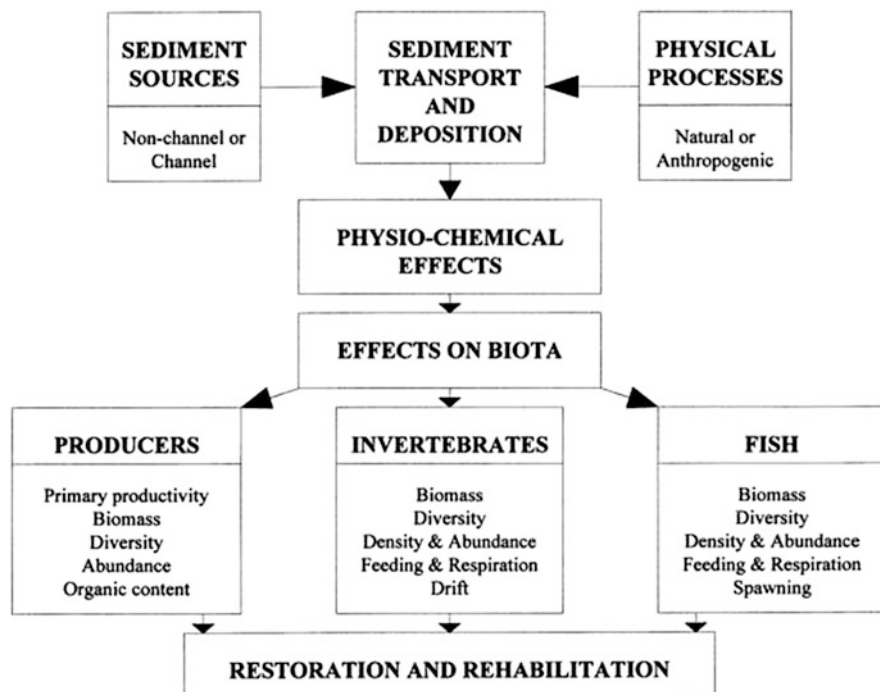 SEDIMENT
SOURCES
Non-channel or
Channel
SEDIMENT
TRANSPORT
AND
DEPOSITION
PHYSICAL
PROCESSES
Natural or
Anthropogenic
PHYSIO-CHEMICAL
EFFECTS
EFFECTS ON BIOTA
PRODUCERS
Primary productivity
Biomass
Diversity
Abundance
Organic content
INVERTEBRATES
Biomass
Diversity
Density & Abundance
Feeding & Respiration
Drift
FISH
Biomass
Diversity
Density & Abundance
Feeding & Respiration
Spawning
RESTORATION AND REHABILITATION